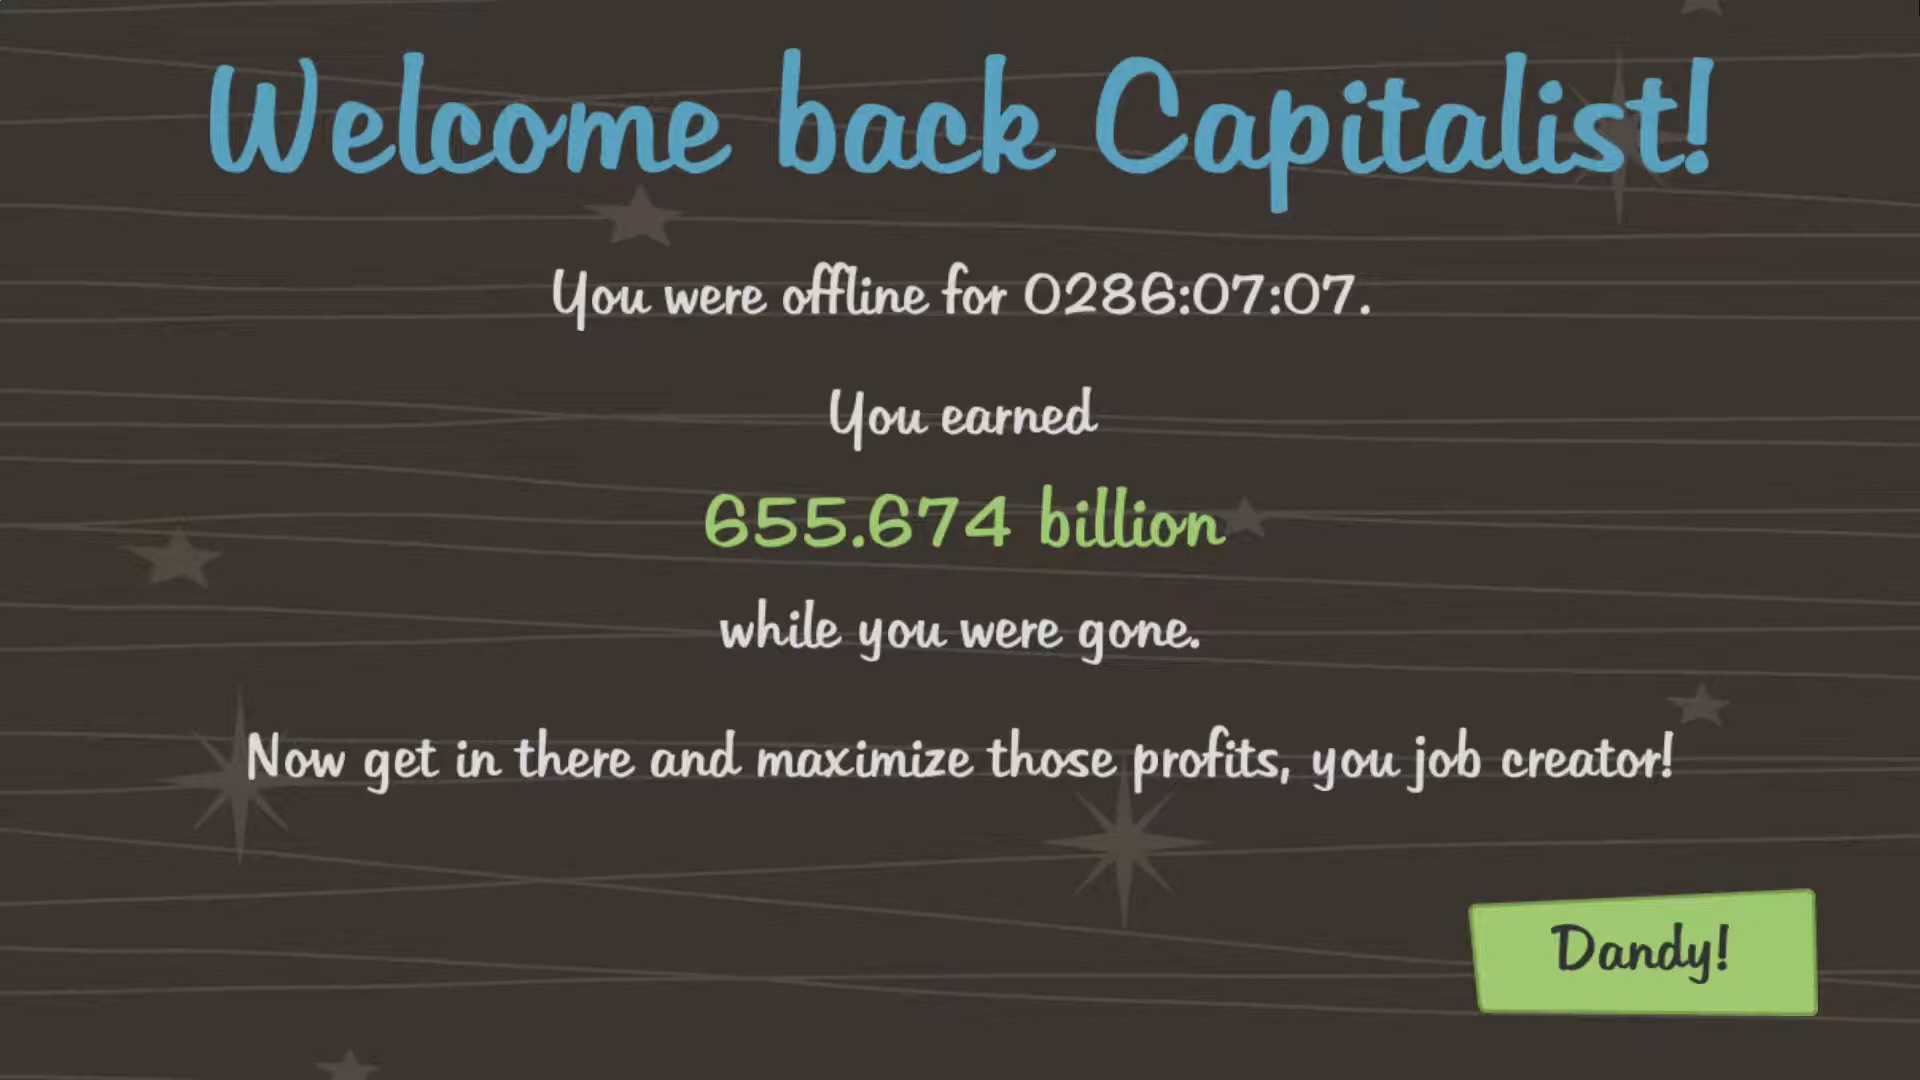 Welcome back Capitalist!
You were offline for 0286:07:07.
You earned
655.674 billion
while you were gone.
Now get in there and maximize those profits, you job creator!
Dandy!